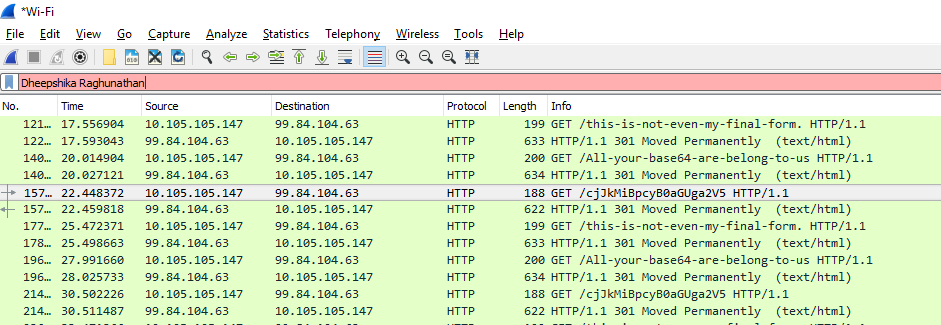 *Wi-Fi
File Edit View Go Capture Analyze Statistics Telephony Wireless Tools Help
Dheepshika Raghunathan
No. Time Source Destination Protocol Length Info
121… 17.556904 10.105.105.147 99.84.104.63 HTTP 199 GET /this-is-not-even-my-final-form. HTTP/1.1
122… 17.593043 99.84.104.63 10.105.105.147 HTTP 633 HTTP/1.1 301 Moved Permanently (text/html)
140… 20.014904 10.105.105.147 99.84.104.63 HTTP 200 GET /All-your-base64-are-belong-to-us HTTP/1.1
140… 20.027121 99.84.104.63 10.105.105.147 HTTP 634 HTTP/1.1 301 Moved Permanently (text/html)
157… 22.448372 10.105.105.147 99.84.104.63 HTTP 188 GET /cjJkMiBpcyB0aGUga2V5 HTTP/1.1
157… 22.459818 99.84.104.63 10.105.105.147 HTTP 622 HTTP/1.1 301 Moved Permanently (text/html)
177… 25.472371 10.105.105.147 99.84.104.63 HTTP 199 GET /this-is-not-even-my-final-form. HTTP/1.1
178… 25.498663 99.84.104.63 10.105.105.147 HTTP 633 HTTP/1.1 301 Moved Permanently (text/html)
196… 27.991660 10.105.105.147 99.84.104.63 HTTP 200 GET /All-your-base64-are-belong-to-us HTTP/1.1
196… 28.025733 99.84.104.63 10.105.105.147 HTTP 634 HTTP/1.1 301 Moved Permanently (text/html)
214… 30.502226 10.105.105.147 99.84.104.63 HTTP 188 GET /cjJkMiBpcyB0aGUga2V5 HTTP/1.1
214… 30.511487 99.84.104.63 10.105.105.147 HTTP 622 HTTP/1.1 301 Moved Permanently (text/html)